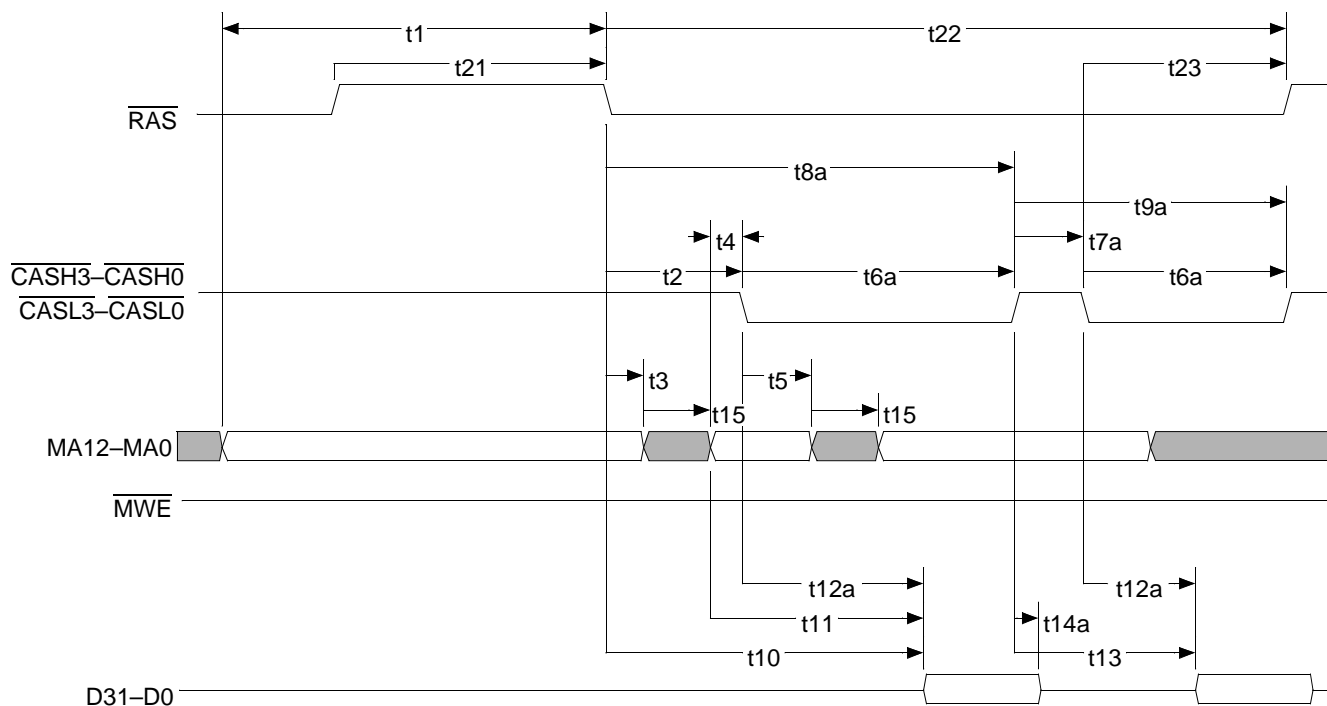 t1
t22
t21
t23
RAS
t8a
t9a
t4
t7a
CASH3–CASH0
t2
t6a
t6a
CASL3–CASL0
t3
t5
t15
t15
MA12–MA0
MWE
t12a
t12a
t11
t14a
t10
t13
D31–D0